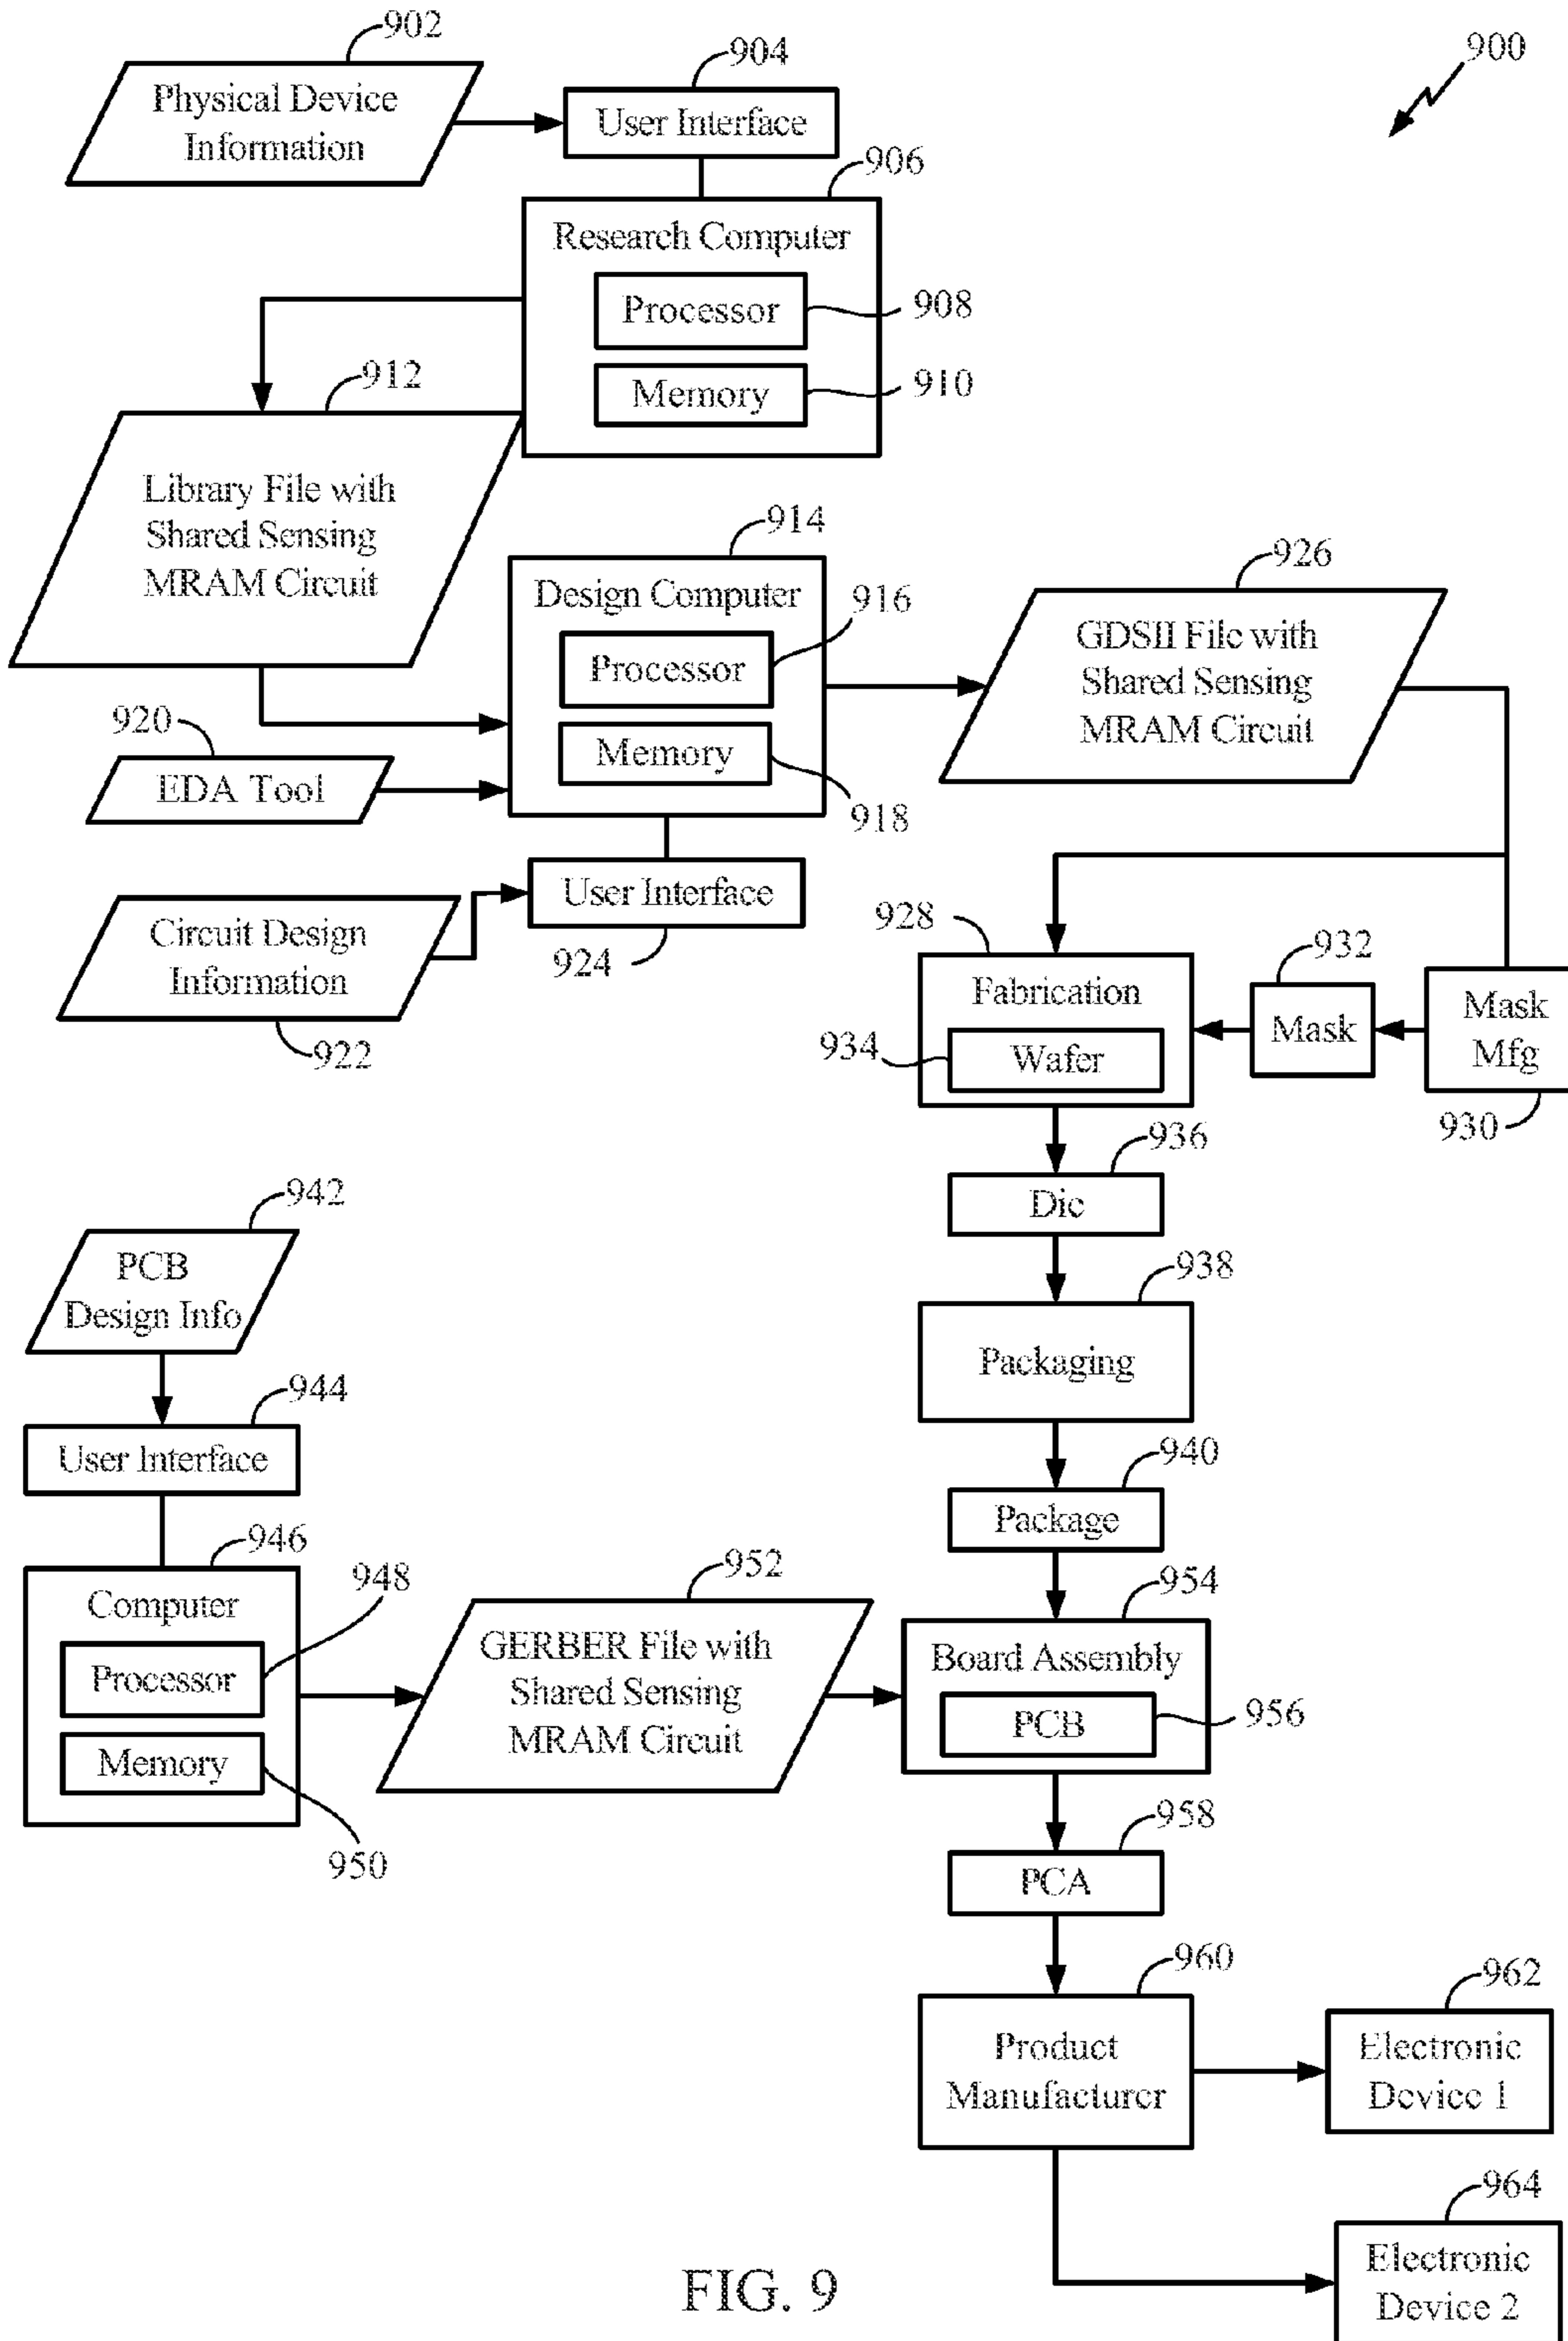 902
904
900
Physical Device
Information
User Interface
906
Research Computer
Processor
908
Memory
910
912
Library File with
Shared Sensing
MRAM Circuit
914
Design Computer
916
Processor
Memory
918
926
GDSII File with
Shared Sensing
MRAM Circuit
920
EDA Tool
User Interface
924
Circuit Design
Information
922
928
Fabrication
934
Wafer
932
Mask
Mask
Mfg
930
936
Die
938
Packaging
940
Package
942
PCB
Design Info
944
User Interface
946
Computer
948
Processor
Memory
950
952
GERBER File with
Shared Sensing
MRAM Circuit
954
Board Assembly
PCB
956
958
PCA
960
Product
Manufacturer
962
Electronic
Device 1
964
Electronic
Device 2
FIG. 9